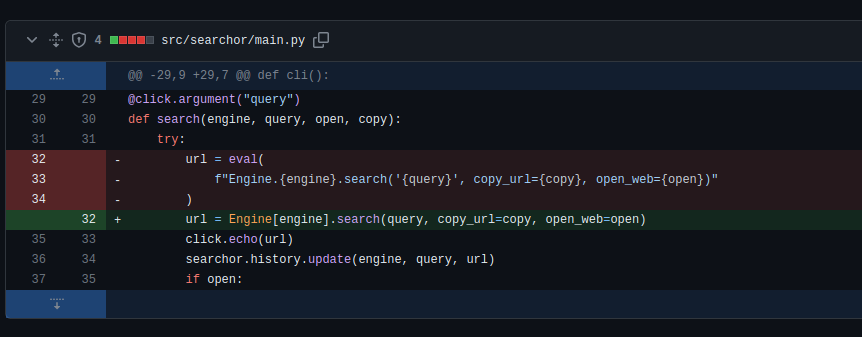 4 src/searchor/main.py
@@ -29,9 +29,7 @@ def cli():
29 29 @click.argument("query")
30 30 def search(engine, query, open, copy):
31 31 try:
32 - url = eval(
33 - f"Engine.{engine}.search('{query}', copy_url={copy}, open_web={open})"
34 - )
32 + url = Engine[engine].search(query, copy_url=copy, open_web=open)
35 33 click.echo(url)
36 34 searchor.history.update(engine, query, url)
37 35 if open: